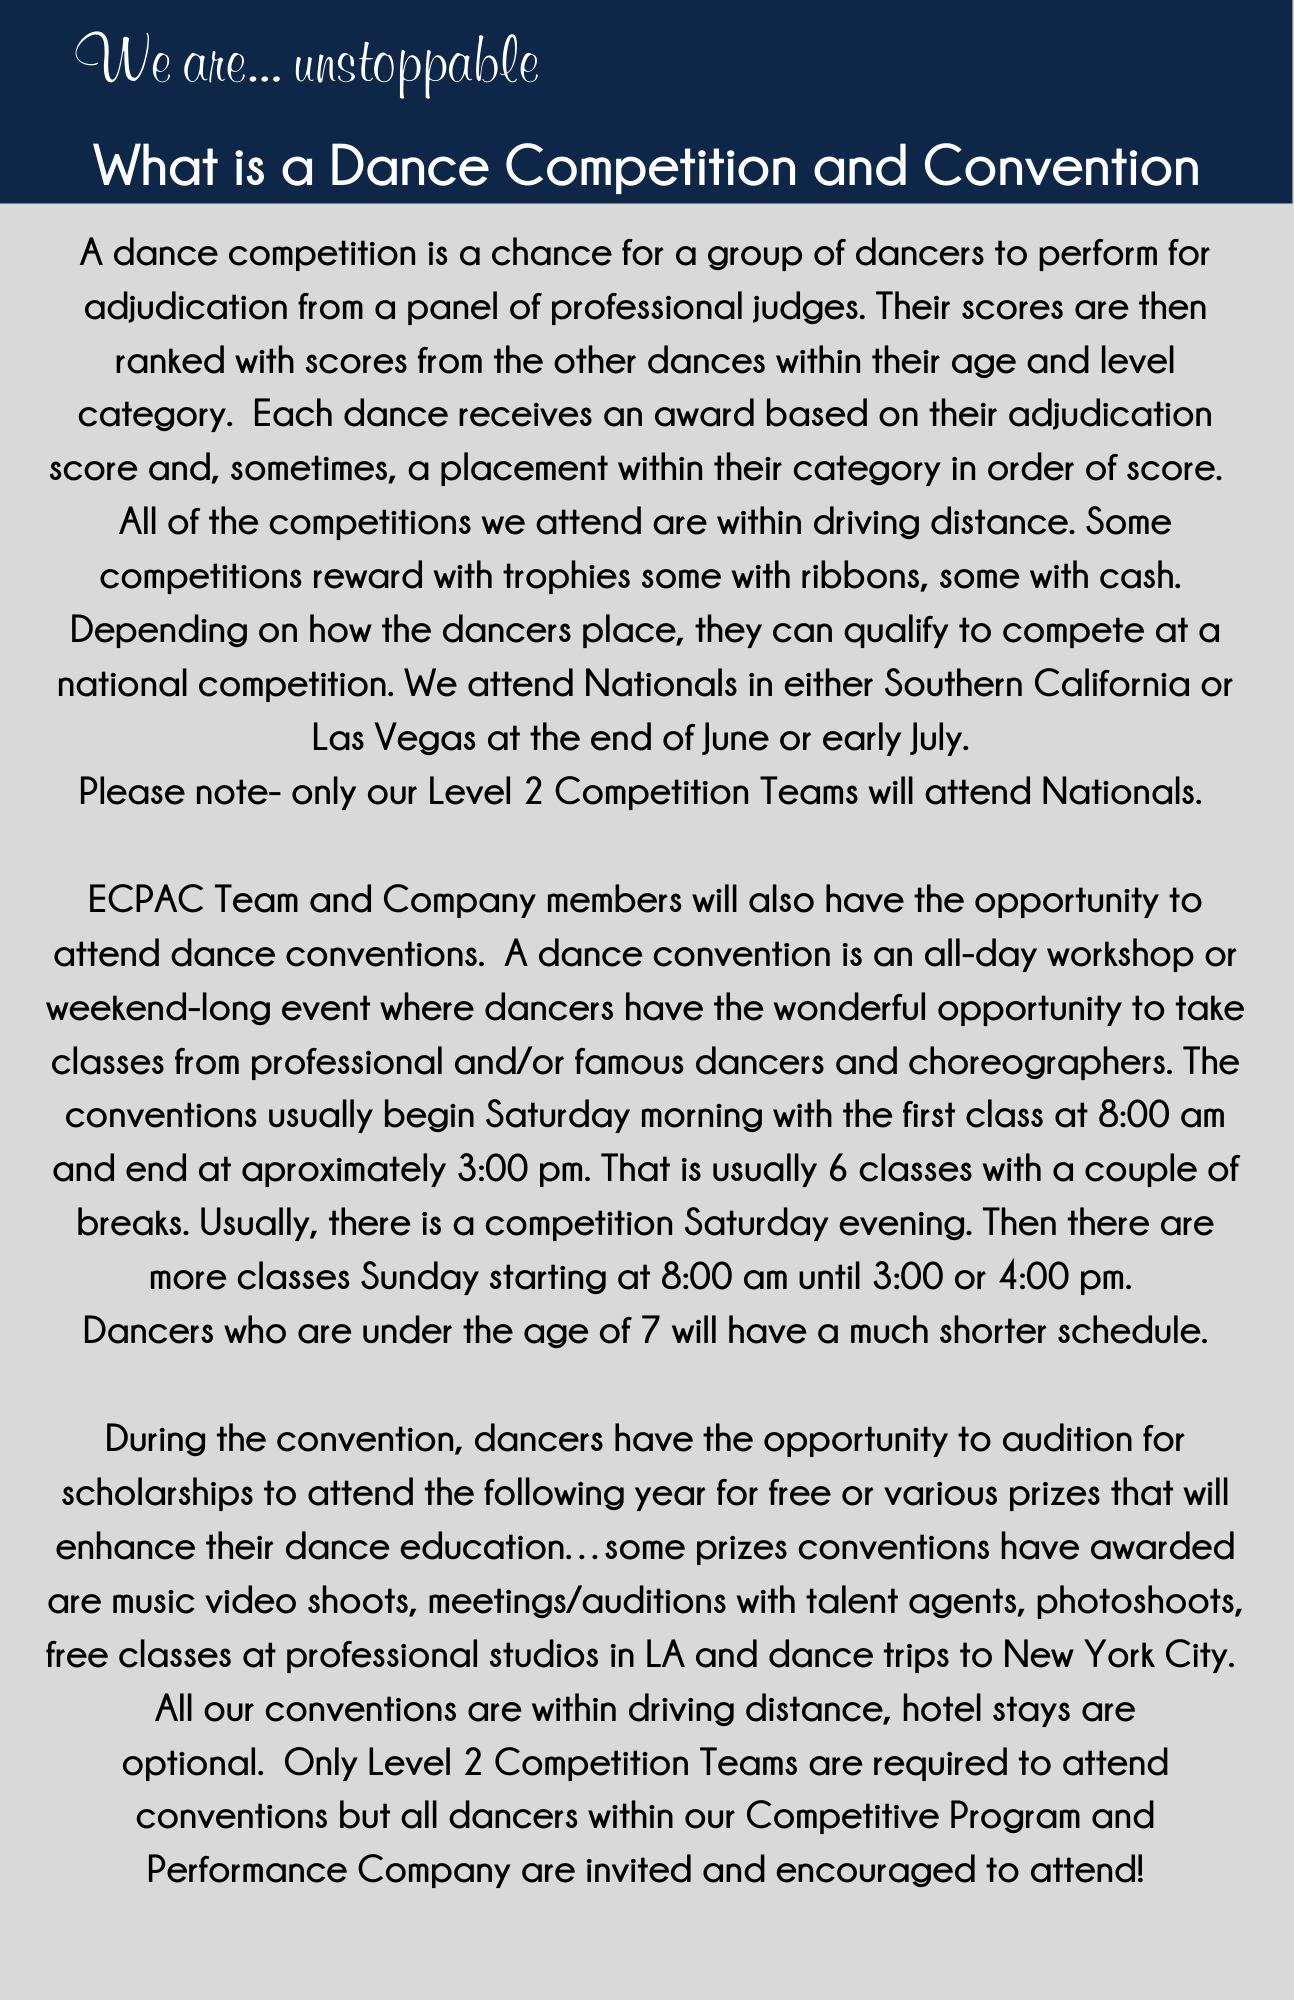 We are... unstoppable
What is a Dance Competition and Convention
A dance competition is a chance for a group of dancers to perform for
adjudication from a panel of professional judges. Their scores are then
ranked with scores from the other dances within their age and level
category.  Each dance receives an award based on their adjudication
score and, sometimes, a placement within their category in order of score.
All of the competitions we attend are within driving distance. Some
competitions reward with trophies some with ribbons, some with cash.
Depending on how the dancers place, they can qualify to compete at a
national competition. We attend Nationals in either Southern California or
Las Vegas at the end of June or early July.
Please note- only our Level 2 Competition Teams will attend Nationals.
ECPAC Team and Company members will also have the opportunity to
attend dance conventions.  A dance convention is an all-day workshop or
weekend-long event where dancers have the wonderful opportunity to take
classes from professional and/or famous dancers and choreographers. The
conventions usually begin Saturday morning with the first class at 8:00 am
and end at aproximately 3:00 pm. That is usually 6 classes with a couple of
breaks. Usually, there is a competition Saturday evening. Then there are
more classes Sunday starting at 8:00 am until 3:00 or 4:00 pm.
Dancers who are under the age of 7 will have a much shorter schedule.
During the convention, dancers have the opportunity to audition for
scholarships to attend the following year for free or various prizes that will
enhance their dance education…some prizes conventions have awarded
are music video shoots, meetings/auditions with talent agents, photoshoots,
free classes at professional studios in LA and dance trips to New York City.
All our conventions are within driving distance, hotel stays are
optional.  Only Level 2 Competition Teams are required to attend
conventions but all dancers within our Competitive Program and
Performance Company are invited and encouraged to attend!